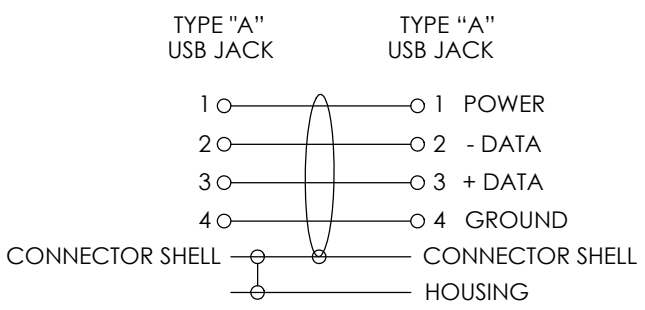 TYPE "A” TYPE “A”
USB JACK USB JACK
1 1 POWER
2 2 - DATA
3 3 + DATA
4 4 GROUND
CONNECTOR SHELL CONNECTOR SHELL
HOUSING